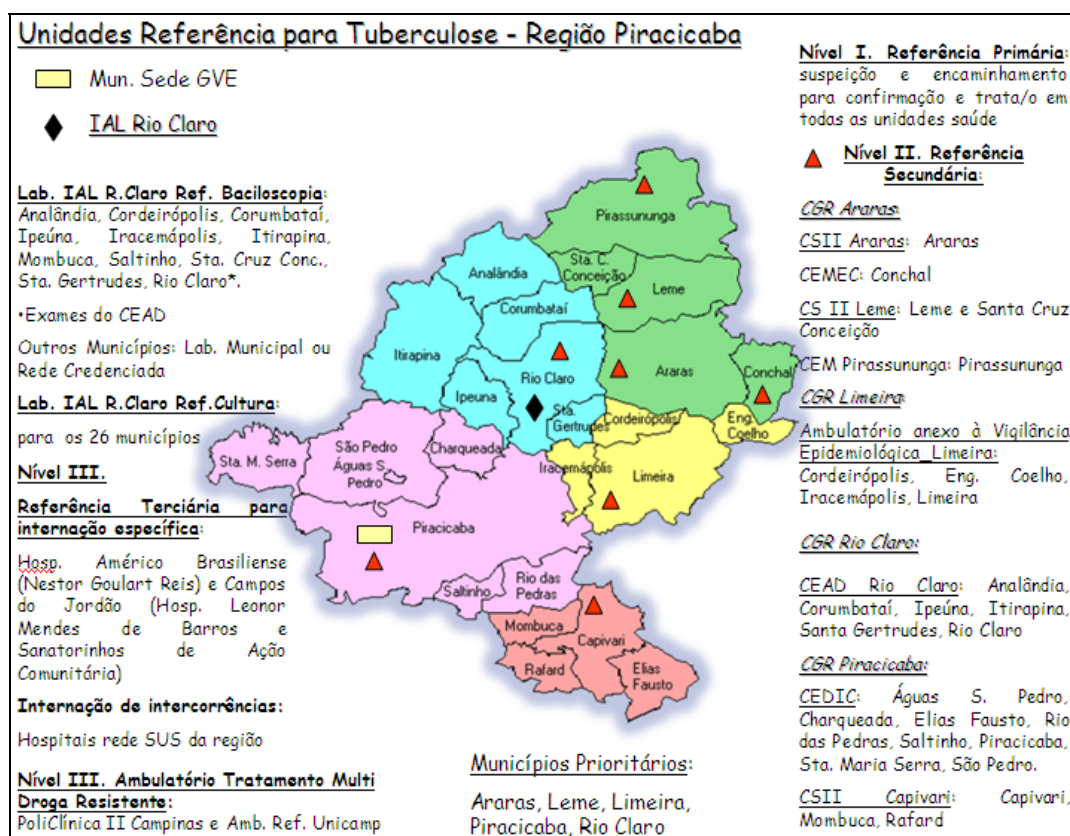 Unidades Referência para Tuberculose - Região Piracicaba
Mun. Sede GVE
IAL Rio Claro
Lab. IAL R.Claro Ref. Baciloscopia:
Analândia, Cordeirópolis, Corumbataí,
Ipeúna, Iracemápolis, Itirapina,
Mombuca, Saltinho, Sta. Cruz Conc.,
Sta. Gertrudes, Rio Claro*.
•Exames do CEAD
Outros Municípios: Lab. Municipal ou
Rede Credenciada
Lab. IAL R.Claro Ref.Cultura:
para os 26 municípios
Nível III.
Referência Terciária para
internação específica:
Hosp. Américo Brasiliense
(Nestor Goulart Reis) e Campos
do Jordão (Hosp. Leonor
Mendes de Barros e
Sanatorinhos de Ação
Comunitária)
Internação de intercorrências:
Hospitais rede SUS da região
Nível III. Ambulatório Tratamento Multi
Droga Resistente:
PoliClínica II Campinas e Amb. Ref. Unicamp
Pirassununga
Sta. C.
Conceição
Leme
Analândia
Corumbataí
Itirapina
Rio Claro
Araras
Conchal
Ipeuna
Sta.
Gertrudes
Cordeirópolis
Eng.
Coelho
Charqueada
São Pedro
Águas S.
Pedro
Sta. M. Serra
Iracemápolis
Limeira
Piracicaba
Saltinho
Rio das
Pedras
Mombuca
Capivari
Rafard
Elias
Fausto
Municípios Prioritários:
Araras, Leme, Limeira,
Piracicaba, Rio Claro
Nível I. Referência Primária:
suspeição e encaminhamento
para confirmação e trata/o em
todas as unidades saúde
Nível II. Referência
Secundária:
CGR Araras:
CSII Araras: Araras
CEMEC: Conchal
CS II Leme: Leme e Santa Cruz
Conceição
CEM Pirassununga: Pirassununga
CGR Limeira:
Ambulatório anexo à Vigilância
Epidemiológica_Limeira:
Cordeirópolis, Eng. Coelho,
Iracemápolis, Limeira
CGR Rio Claro:
CEAD Rio Claro: Analândia,
Corumbataí, Ipeúna, Itirapina,
Santa Gertrudes, Rio Claro
CGR Piracicaba:
CEDIC: Águas S. Pedro,
Charqueada, Elias Fausto, Rio
das Pedras, Saltinho, Piracicaba,
Sta. Maria Serra, São Pedro.
CSII Capivari: Capivari,
Mombuca, Rafard